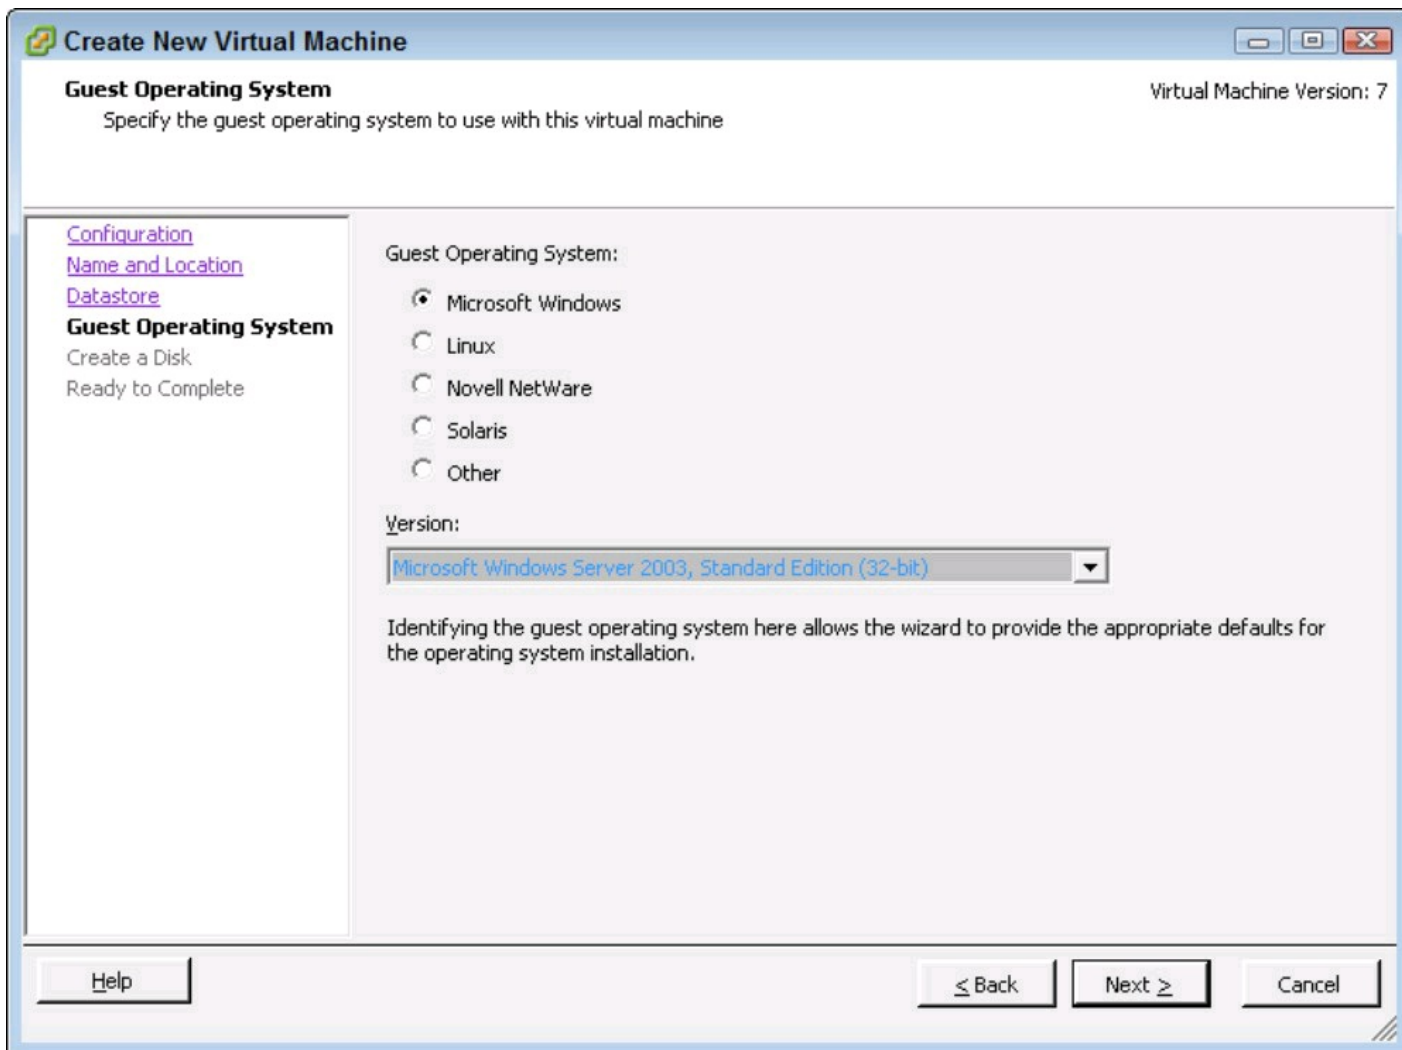 Create New Virtual Machine
Guest Operating System
Virtual Machine Version: 7
Specify the guest operating system to use with this virtual machine
Configuration
Name and Location
Datastore
Guest Operating System
Create a Disk
Ready to Complete
Guest Operating System:
Microsoft Windows
Linux
Novell NetWare
Solaris
Other
Version:
Microsoft Windows Server 2003, Standard Edition (32-bit)
Identifying the guest operating system here allows the wizard to provide the appropriate defaults for
the operating system installation.
Help
< Back
Next >
Cancel